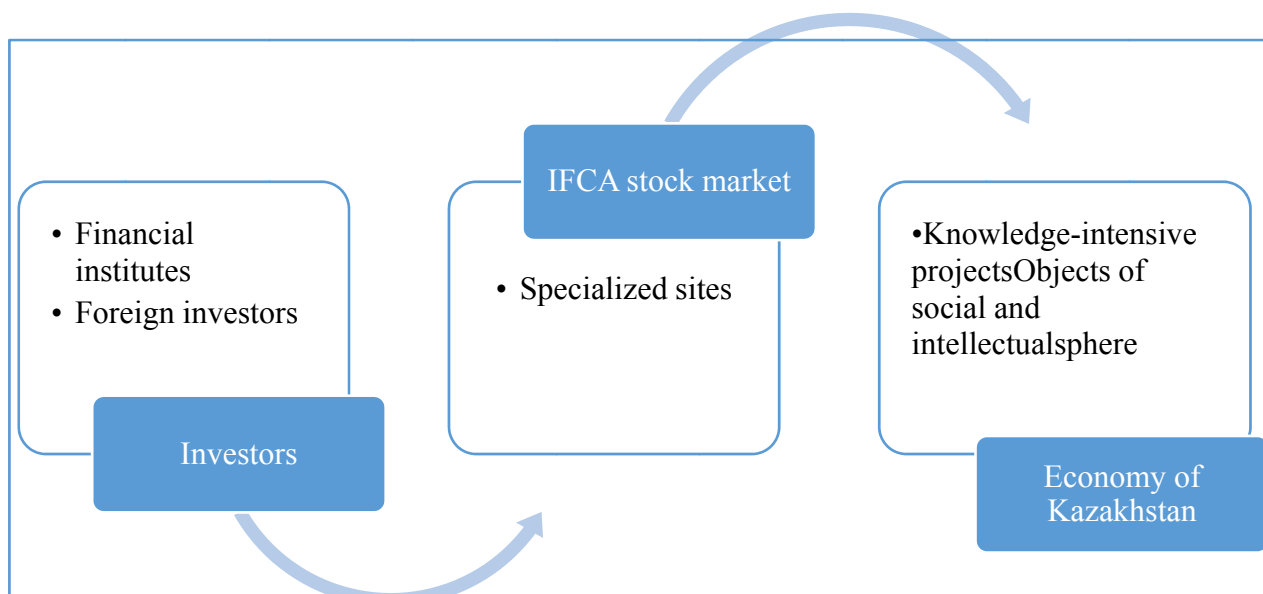 • Financial
institutes
• Foreign investors
Investors
IFCA stock market
• Specialized sites
•Knowledge-intensive
projectsObjects of
social and
intellectualsphere
Economy of
Kazakhstan